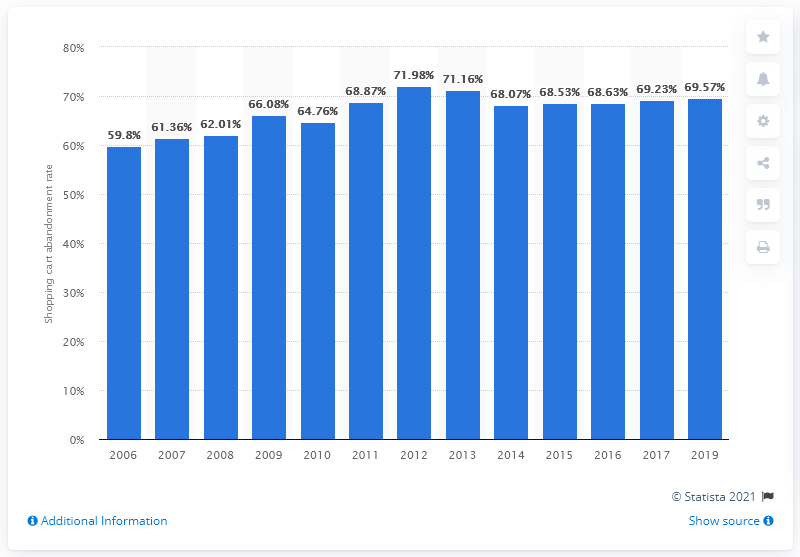 80%
70%
60%
50%
40%
30%
20%
10%
0%
Shopping cart abandonment rate
59.8% 61.36% 62.01% 66.08% 64.76% 68.87% 71.98% 71.16% 68.07% 68.53% 68.63% 69.23% 69.57%
2006 2007 2008 2009 2010 2011 2012 2013 2014 2015 2016 2017 2019
© Statista 2021
Additional Information
Show source